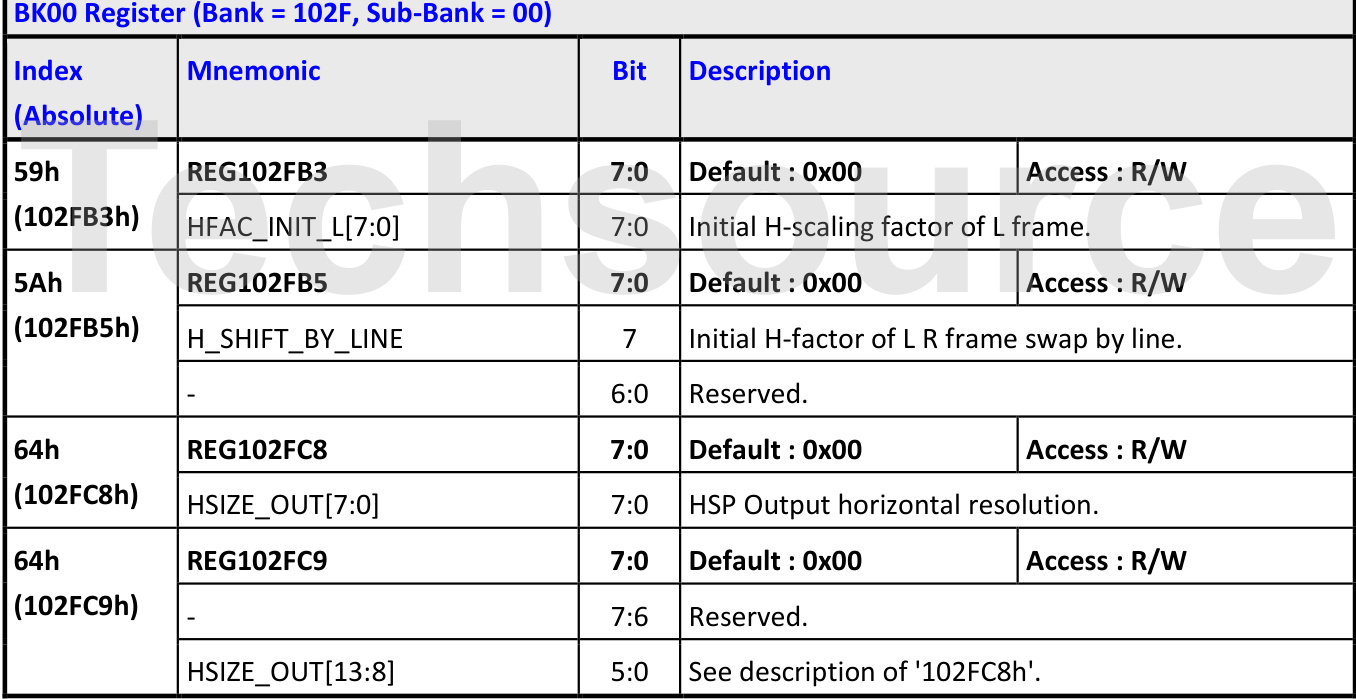 BK00 Register (Bank = 102F, Sub-Bank = 00)
Index (Absolute) Mnemonic Bit Description
59h (102FB3h) REG102FB3 7:0 Default : 0x00 Access : R/W
HFAC_INIT_L[7:0] 7:0 Initial H-scaling factor of L frame.
5Ah (102FB5h) REG102FB5 7:0 Default : 0x00 Access : R/W
H_SHIFT_BY_LINE 7 Initial H-factor of L R frame swap by line.
- 6:0 Reserved.
64h (102FC8h) REG102FC8 7:0 Default : 0x00 Access : R/W
HSIZE_OUT[7:0] 7:0 HSP Output horizontal resolution.
64h (102FC9h) REG102FC9 7:0 Default : 0x00 Access : R/W
- 7:6 Reserved.
HSIZE_OUT[13:8] 5:0 See description of '102FC8h'.
Techsource